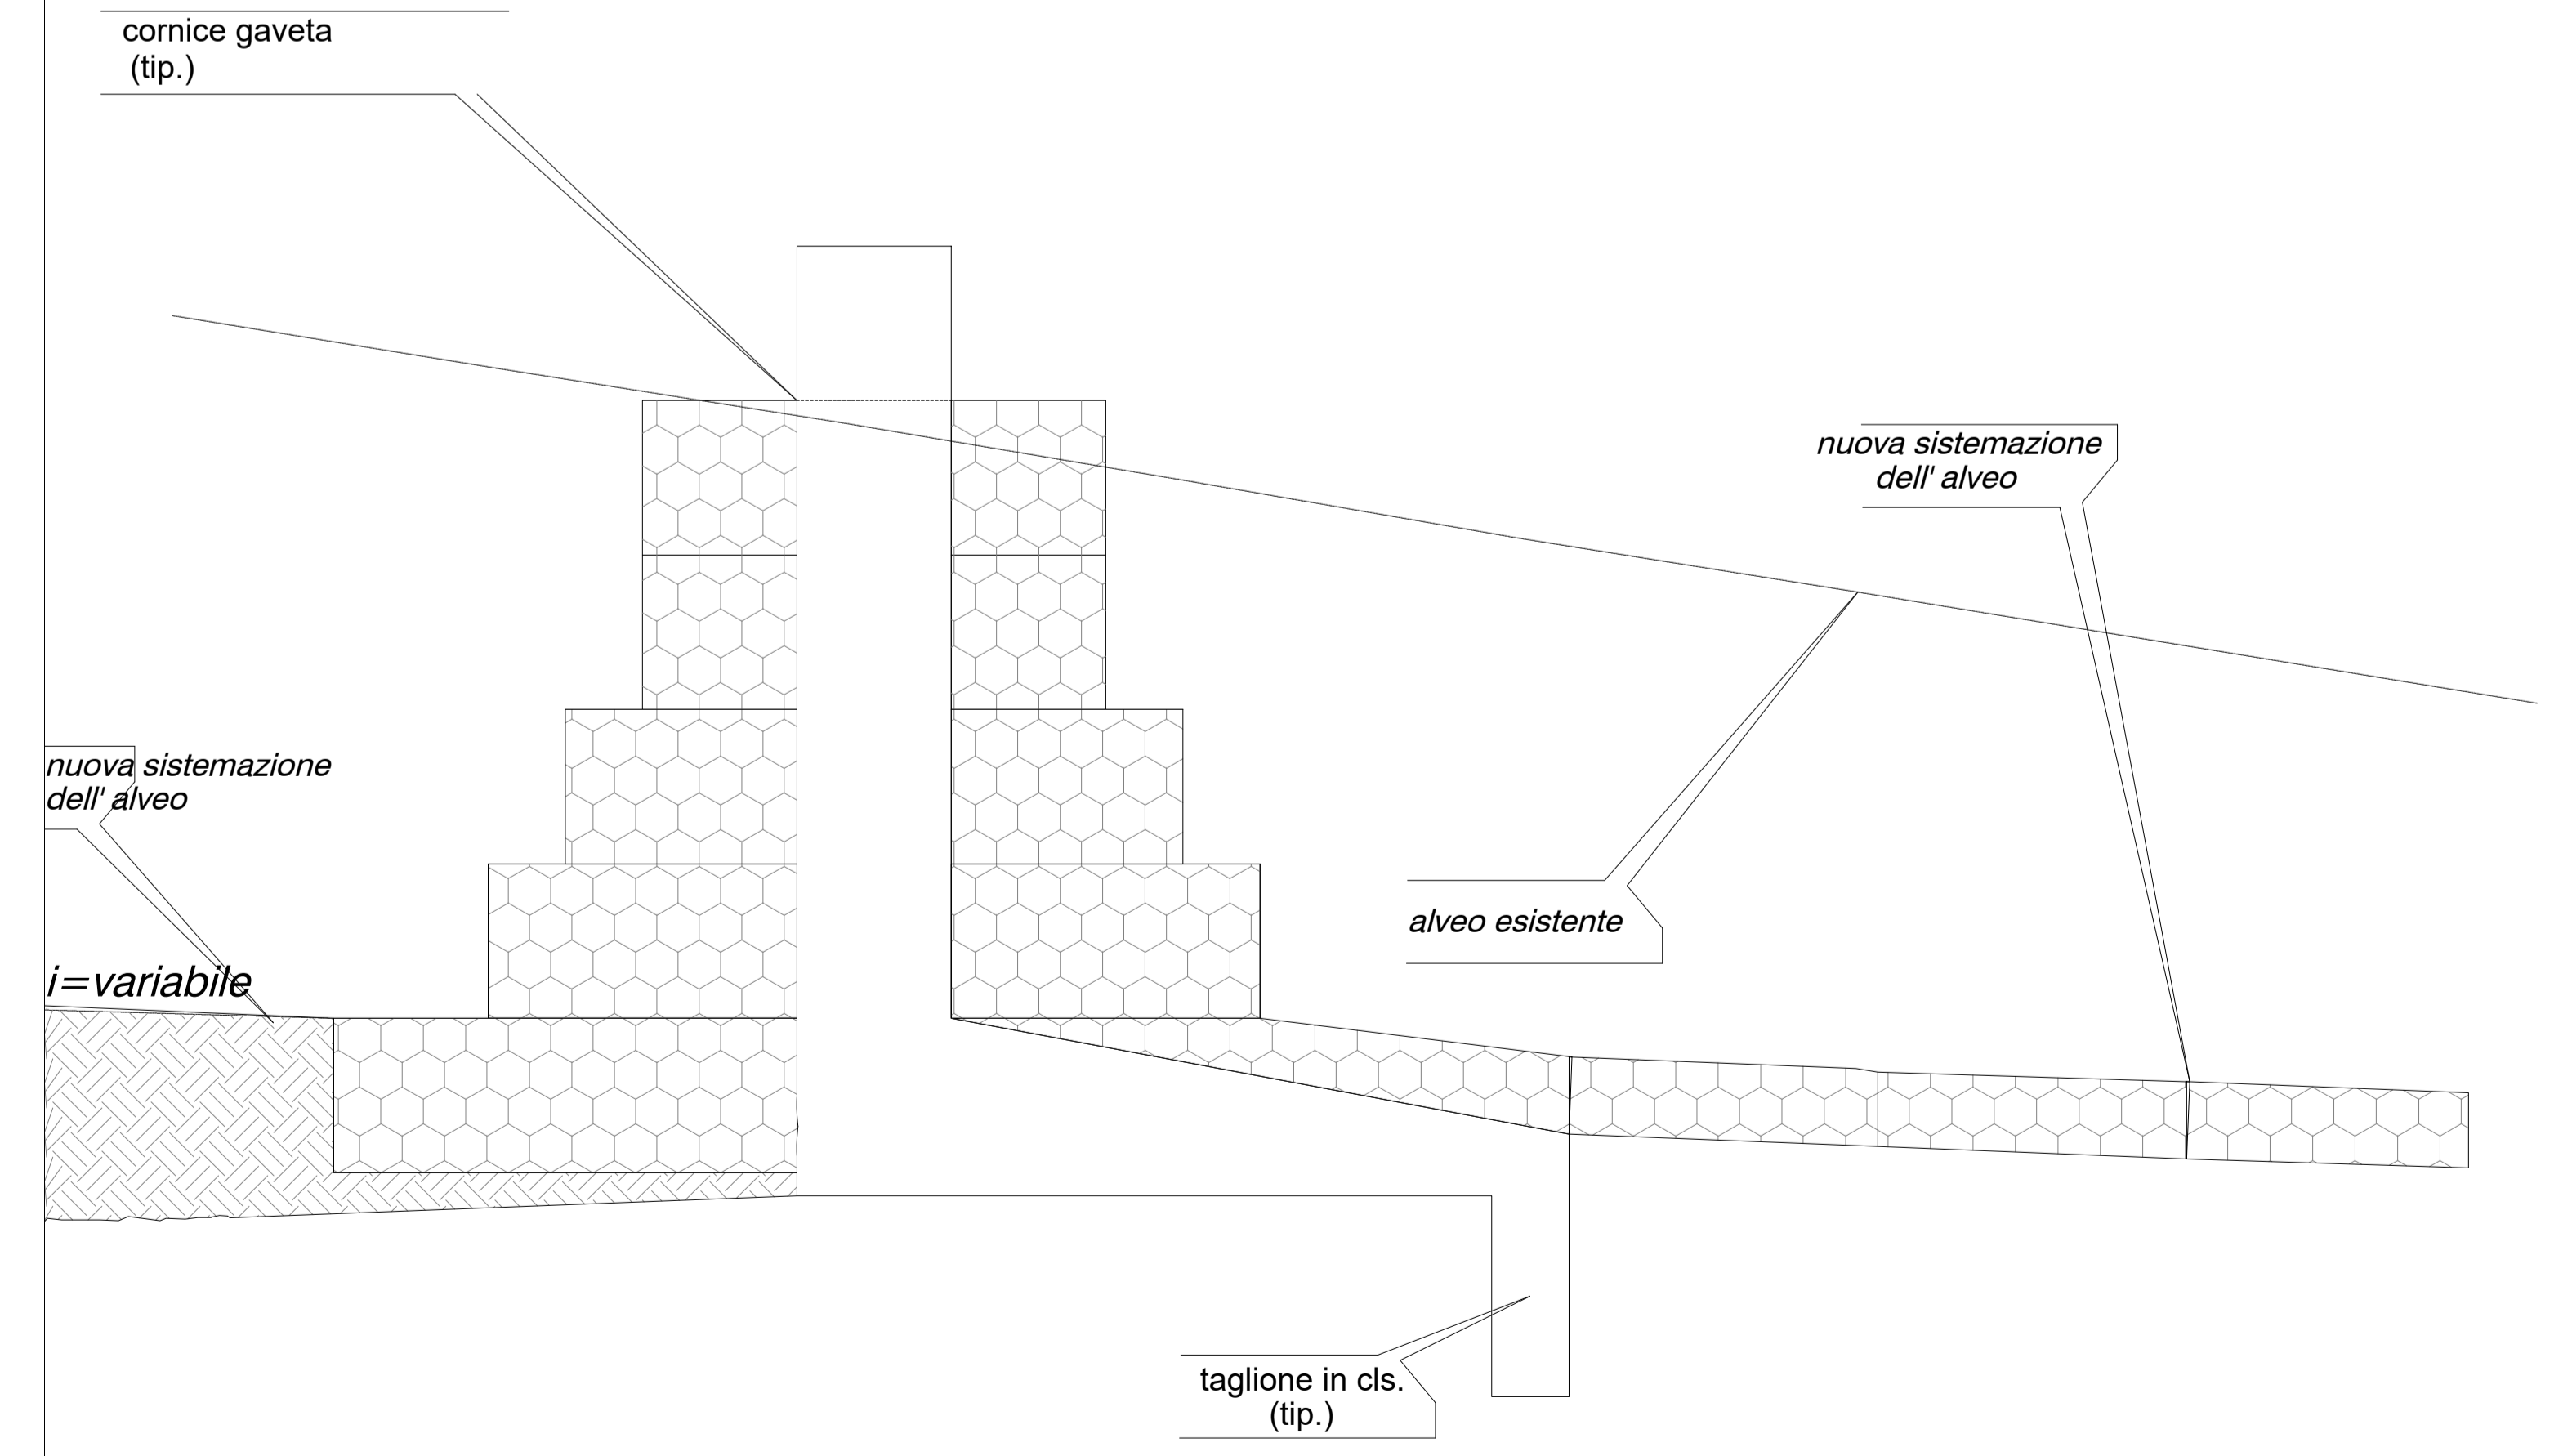 cornice gaveta
(tip.)
nuova sistemazione
dell' alveo
nuova sistemazione
dell' alveo
alveo esistente
i=variabile
taglione in cls.
(tip.)